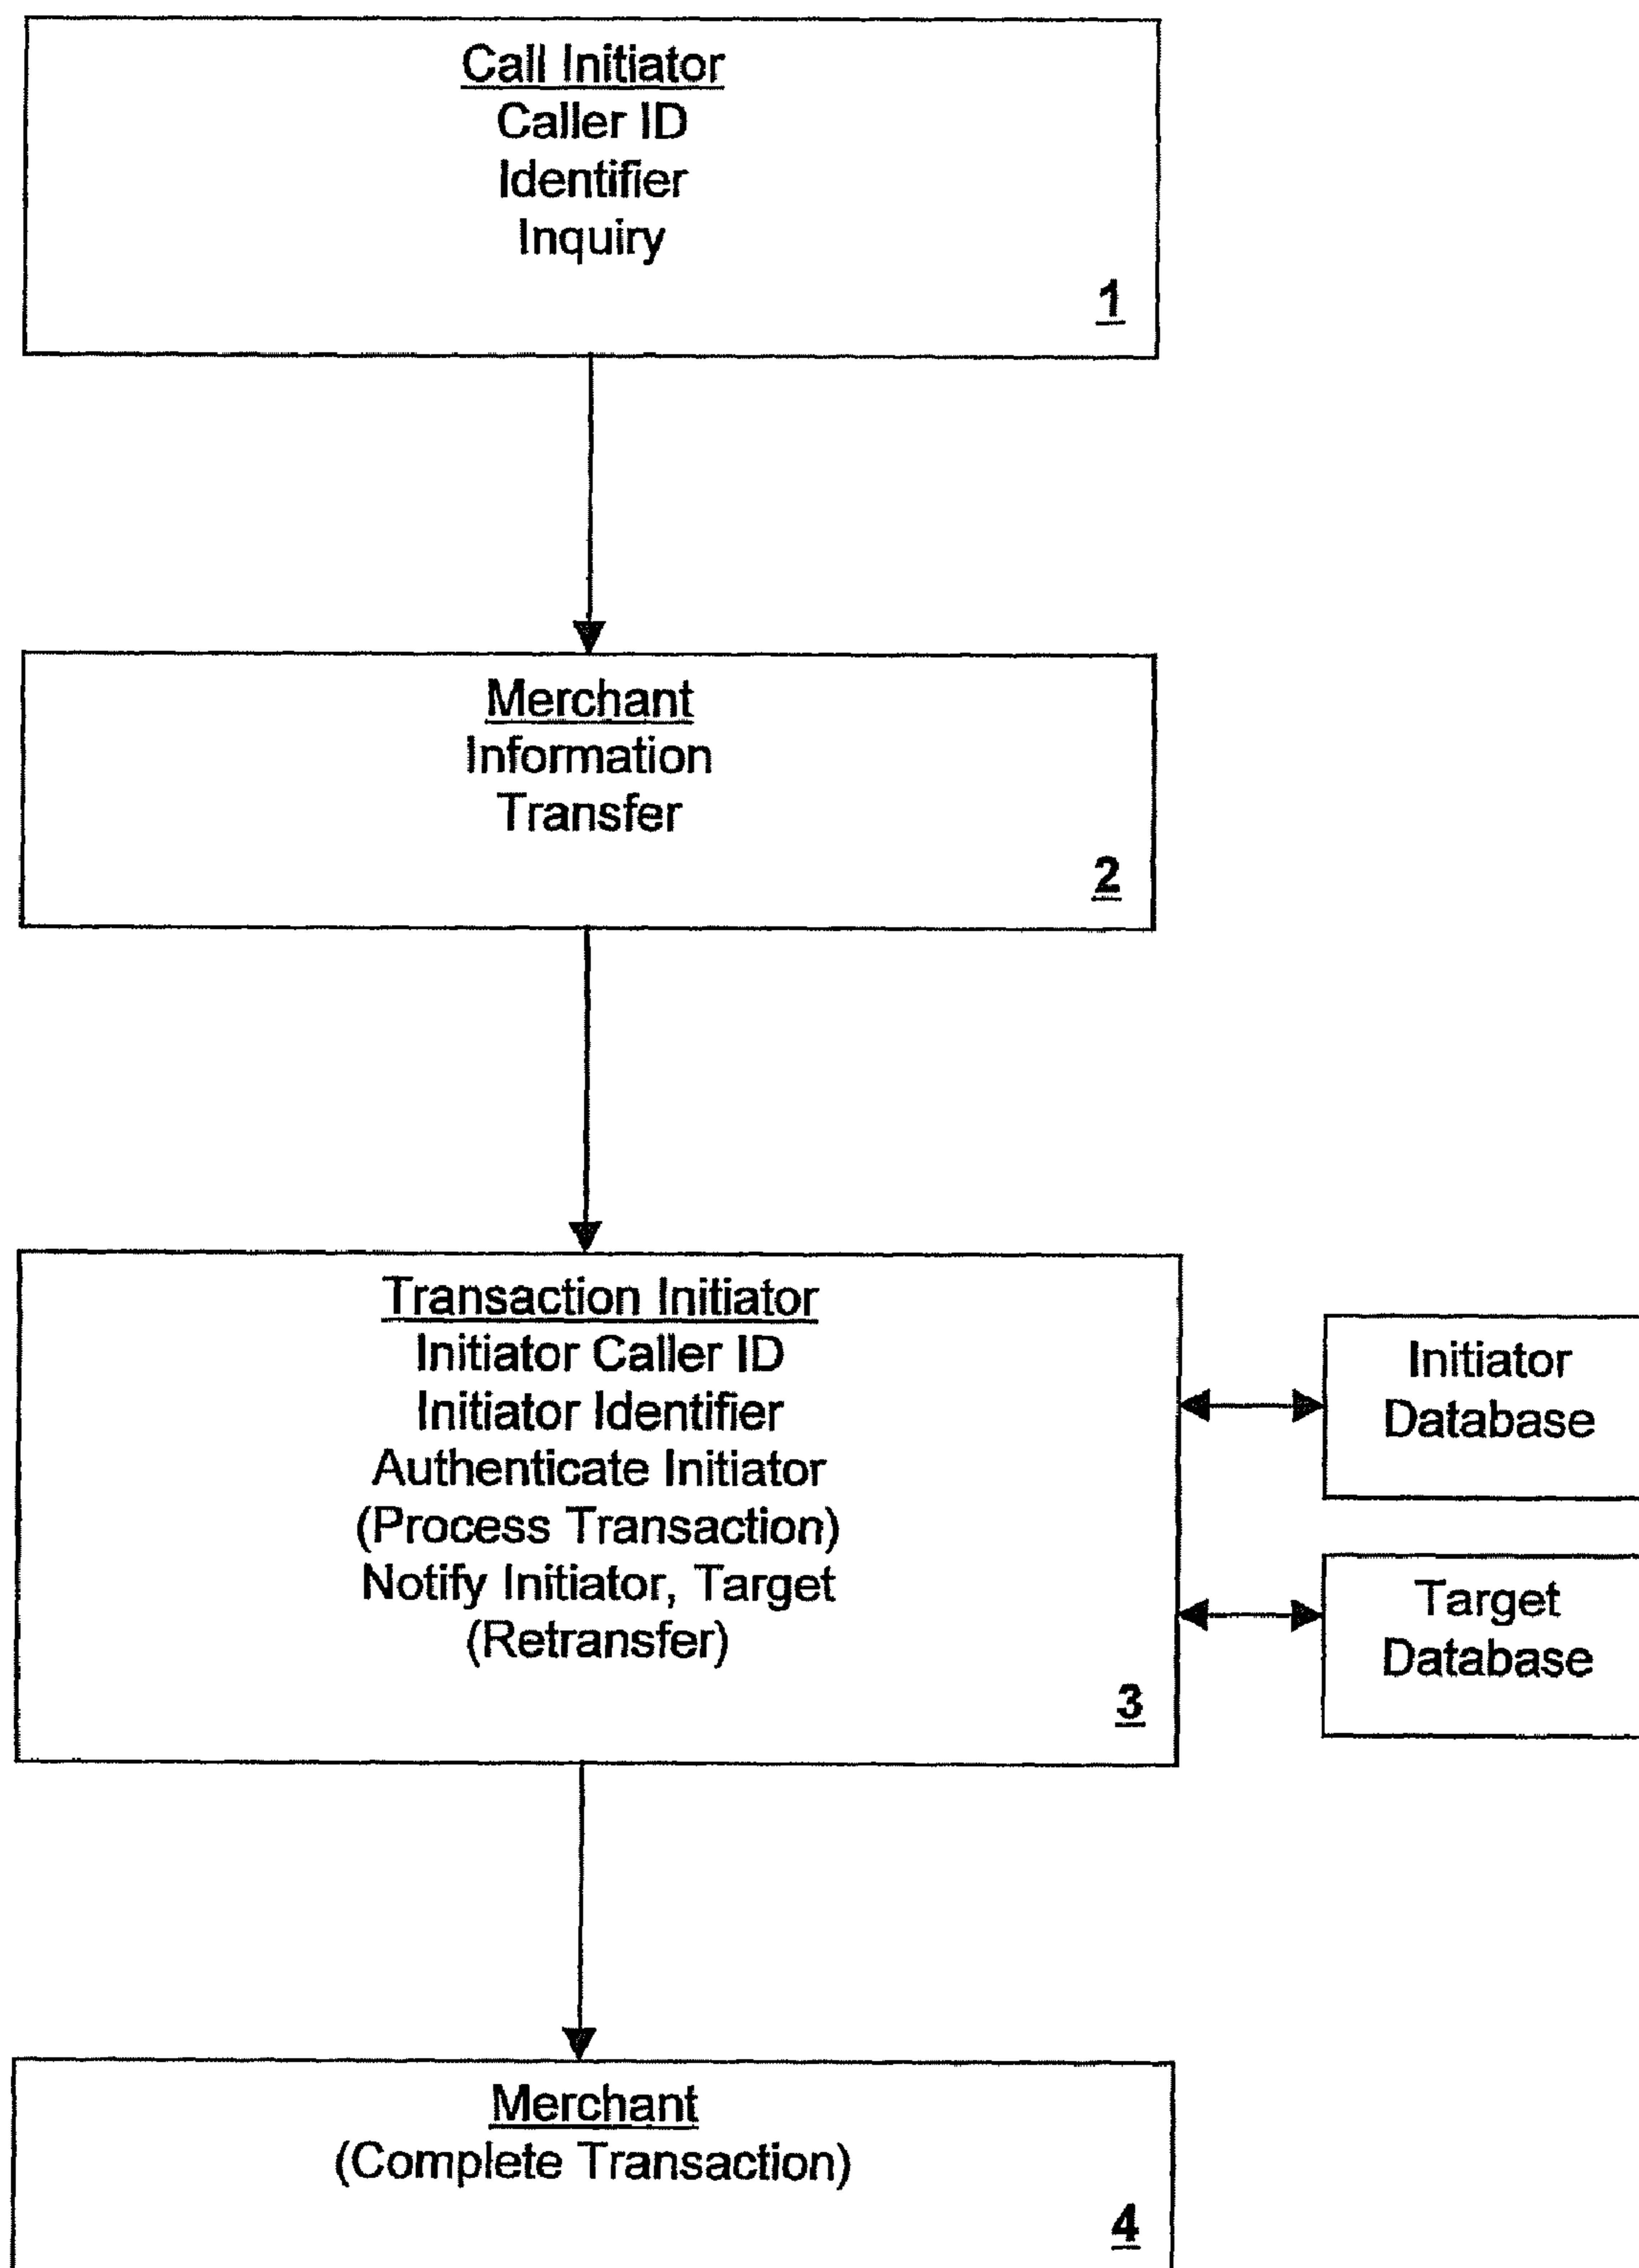 Call Initiator
Caller ID
Identifier
Inquiry
1
Merchant
Information
Transfer
2
Transaction Initiator
Initiator Caller ID
Initiator Identifier
Authenticate Initiator
(Process Transaction)
Notify Initiator, Target
(Retransfer)
3
Initiator
Database
Target
Database
Merchant
(Complete Transaction)
4